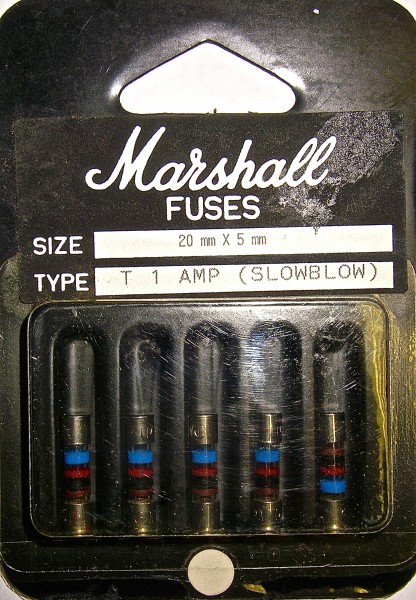 Marshall
FUSES
SIZE 20 mm X 5 mm
TYPE T 1 AMP (SLOWBLOW)